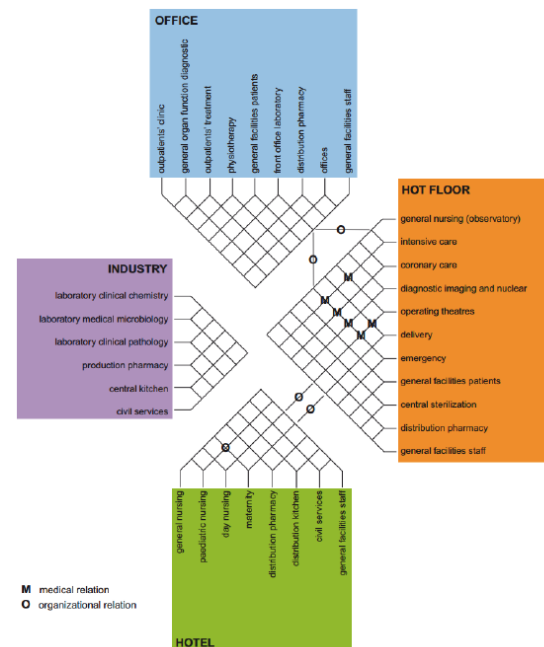 OFFICE
outpatients' clinic
general organ function diagnostic
outpatients' treatment
physiotherapy
general facilities patients
front office laboratory
distribution pharmacy
offices
general facilities staff
HOT FLOOR
general nursing (observatory)
intensive care
coronary care
diagnostic imaging and nuclear
operating theatres
delivery
emergency
general facilities patients
central sterilization
distribution pharmacy
general facilities staff
O
O
M
M
M
M
M
M
INDUSTRY
laboratory clinical chemistry
laboratory medical microbiology
laboratory clinical pathology
production pharmacy
central kitchen
civil services
O
O
O
general nursing
paediatric nursing
day nursing
maternity
distribution pharmacy
distribution kitchen
civil services
general facilities staff
HOTEL
M medical relation
O organizational relation